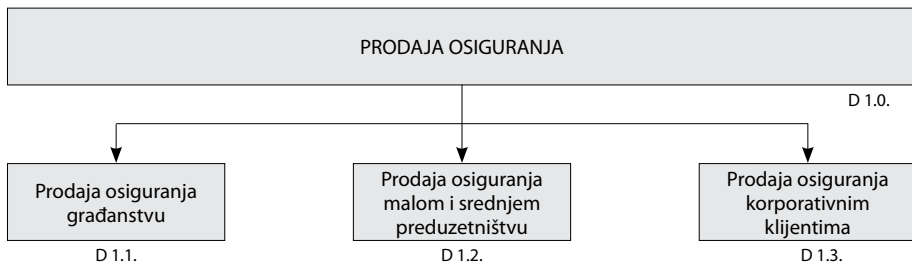 PRODAJA OSIGURANJA
D 1.0.
Prodaja osiguranja
građanstvu
D 1.1.
Prodaja osiguranja
malom i srednjem
preduzetništvu
D 1.2.
Prodaja osiguranja
korporativnim
klijentima
D 1.3.